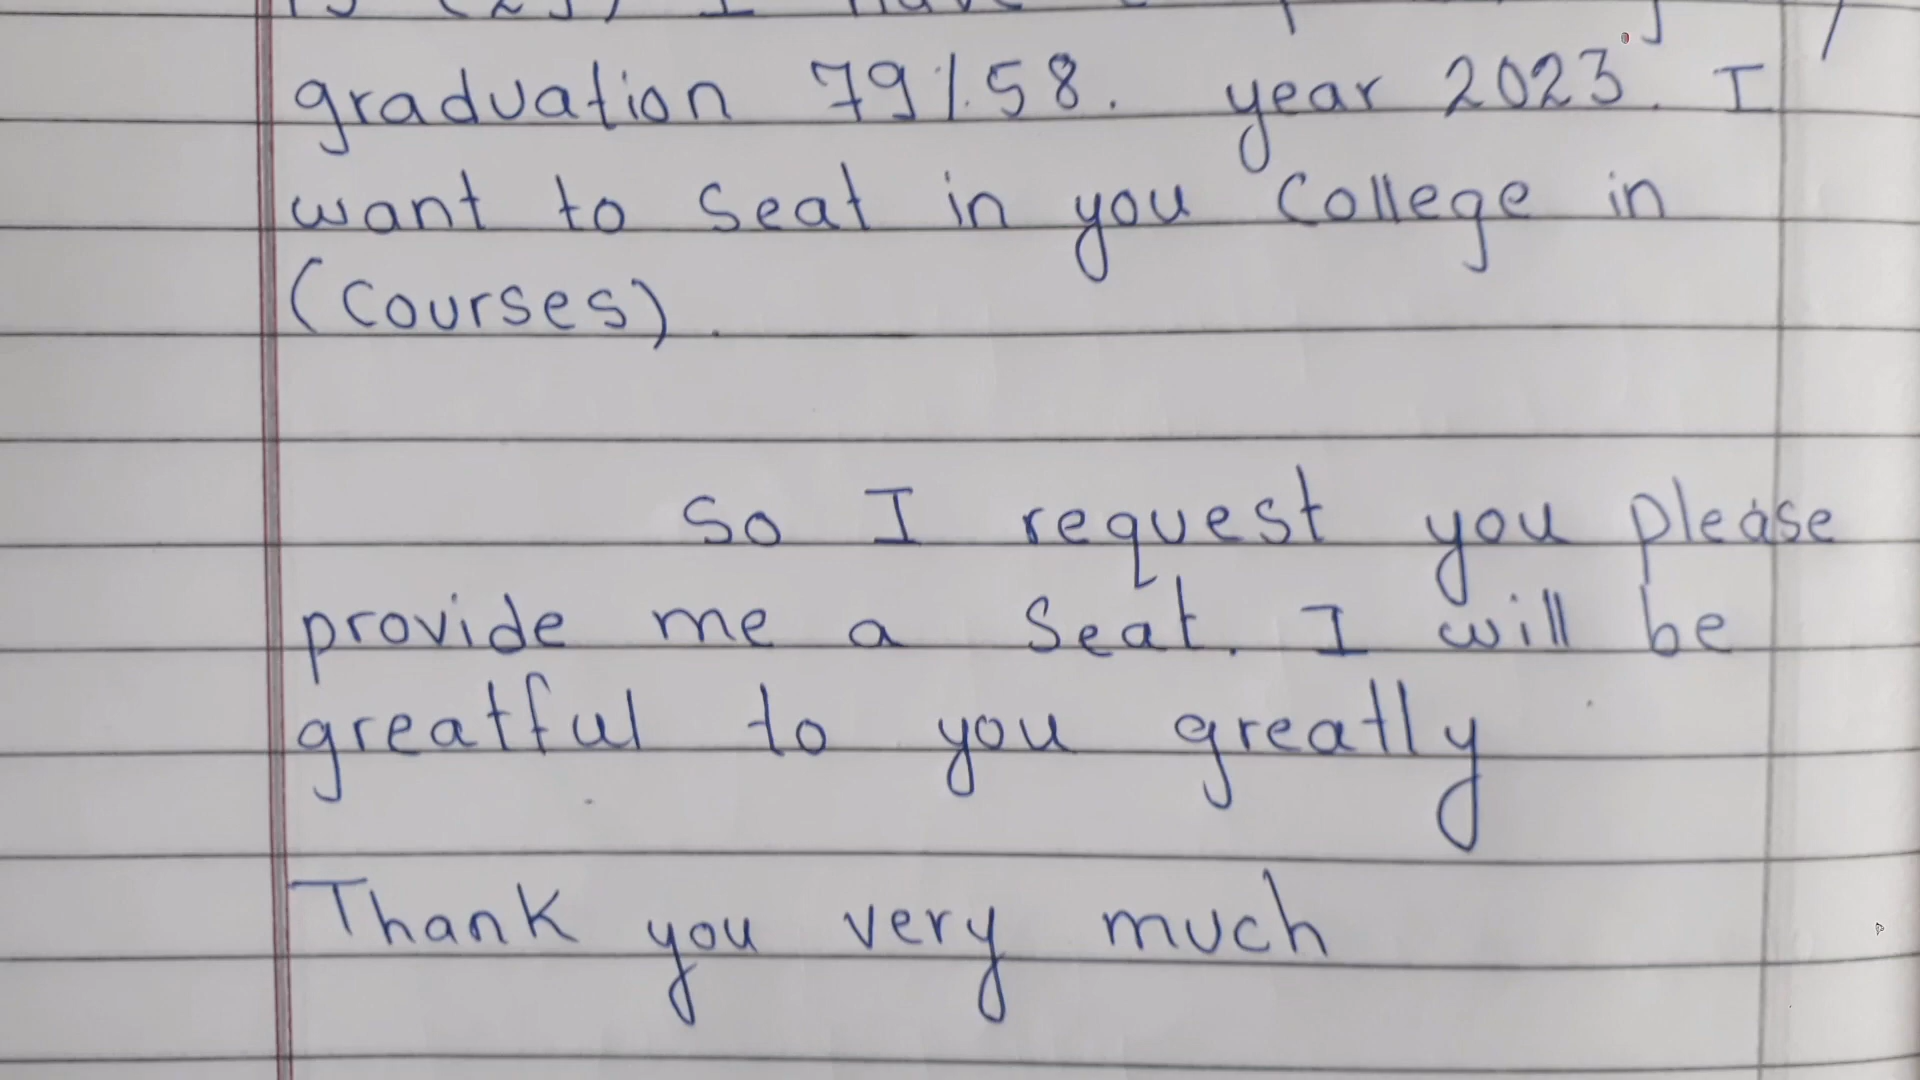 graduation 79%.58. year 2023. I
want to seat in you College in
(Courses).
So I request you please
provide me a seat. I will be
greatful to you greatly
Thank you very much